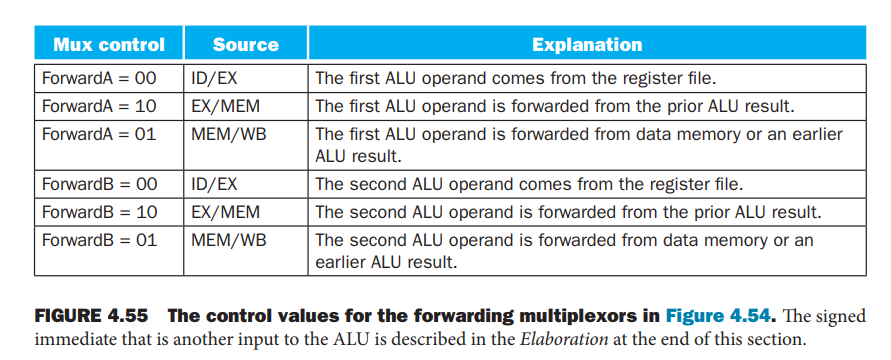 Mux control Source Explanation
ForwardA = 00 ID/EX The first ALU operand comes from the register file.
ForwardA = 10 EX/MEM The first ALU operand is forwarded from the prior ALU result.
ForwardA = 01 MEM/WB The first ALU operand is forwarded from data memory or an earlier
ALU result.
ForwardB = 00 ID/EX The second ALU operand comes from the register file.
ForwardB = 10 EX/MEM The second ALU operand is forwarded from the prior ALU result.
ForwardB = 01 MEM/WB The second ALU operand is forwarded from data memory or an
earlier ALU result.
FIGURE 4.55 The control values for the forwarding multiplexors in Figure 4.54. The signed
immediate that is another input to the ALU is described in the Elaboration at the end of this section.